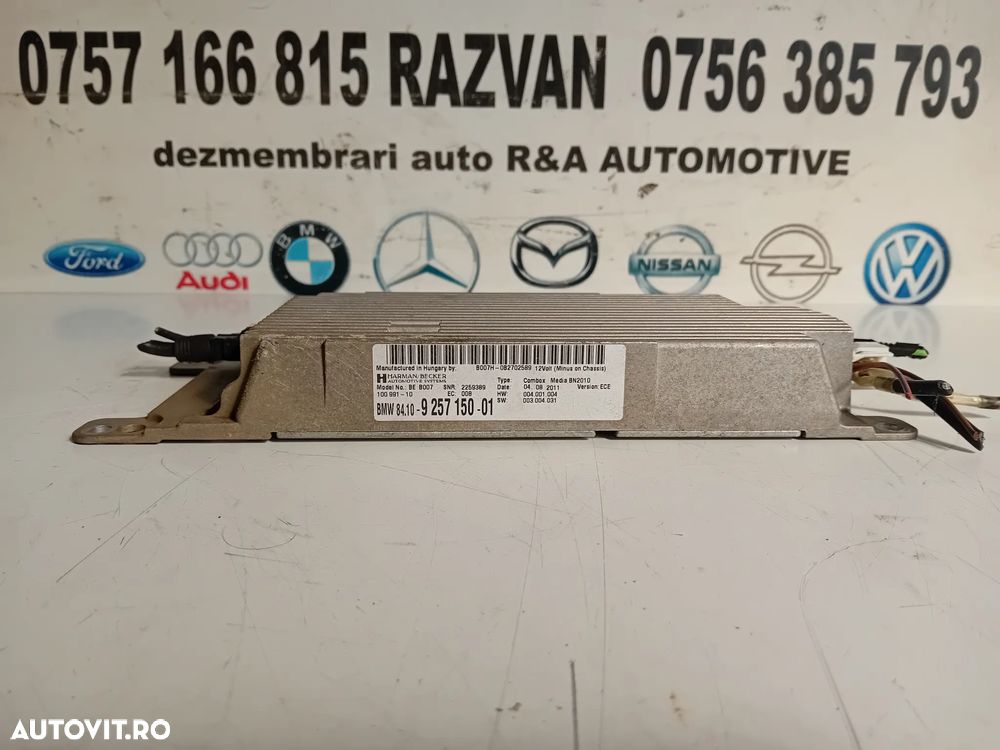 0757 166 815 RAZVAN 0756 385 793
dezmembrari auto R&A AUTOMOTIVE
Ford
Audi
BMW
NISSAN
Manufactured in Hungary by:
B007H-082702589 12Volt (Minus on Chassis)
HARMAN/BECKER
AUTOMOTIVE SYSTEMS
Type: Combox Media BN2010
Model No.: BE B007 SNR: 2259389 Date: 04. 08 2011 Version: ECE
100 991-10 EC: 008 HW: 004.001.004
SW: 003.004.031
BMW 84.10-9 257 150-01
AUTOVIT.RO